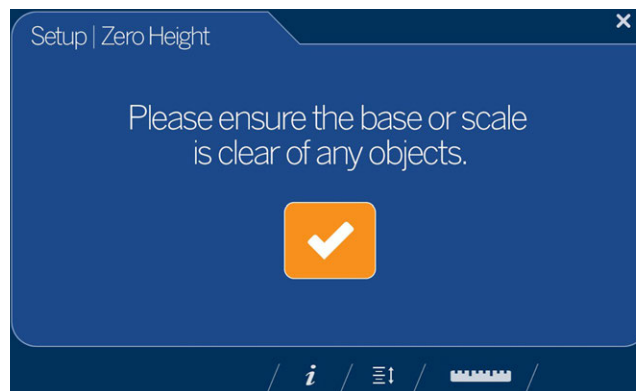 Setup | Zero Height
Please ensure the base or scale
is clear of any objects.
i